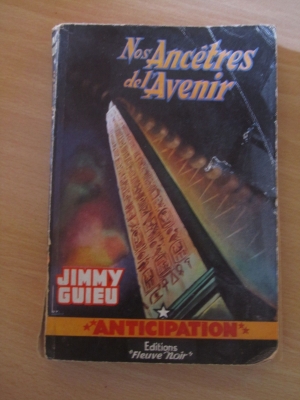 Nos Ancêtres
de l'Avenir
JIMMY
GUIEU
"ANTICIPATION"
Editions
"Fleuve Noir"